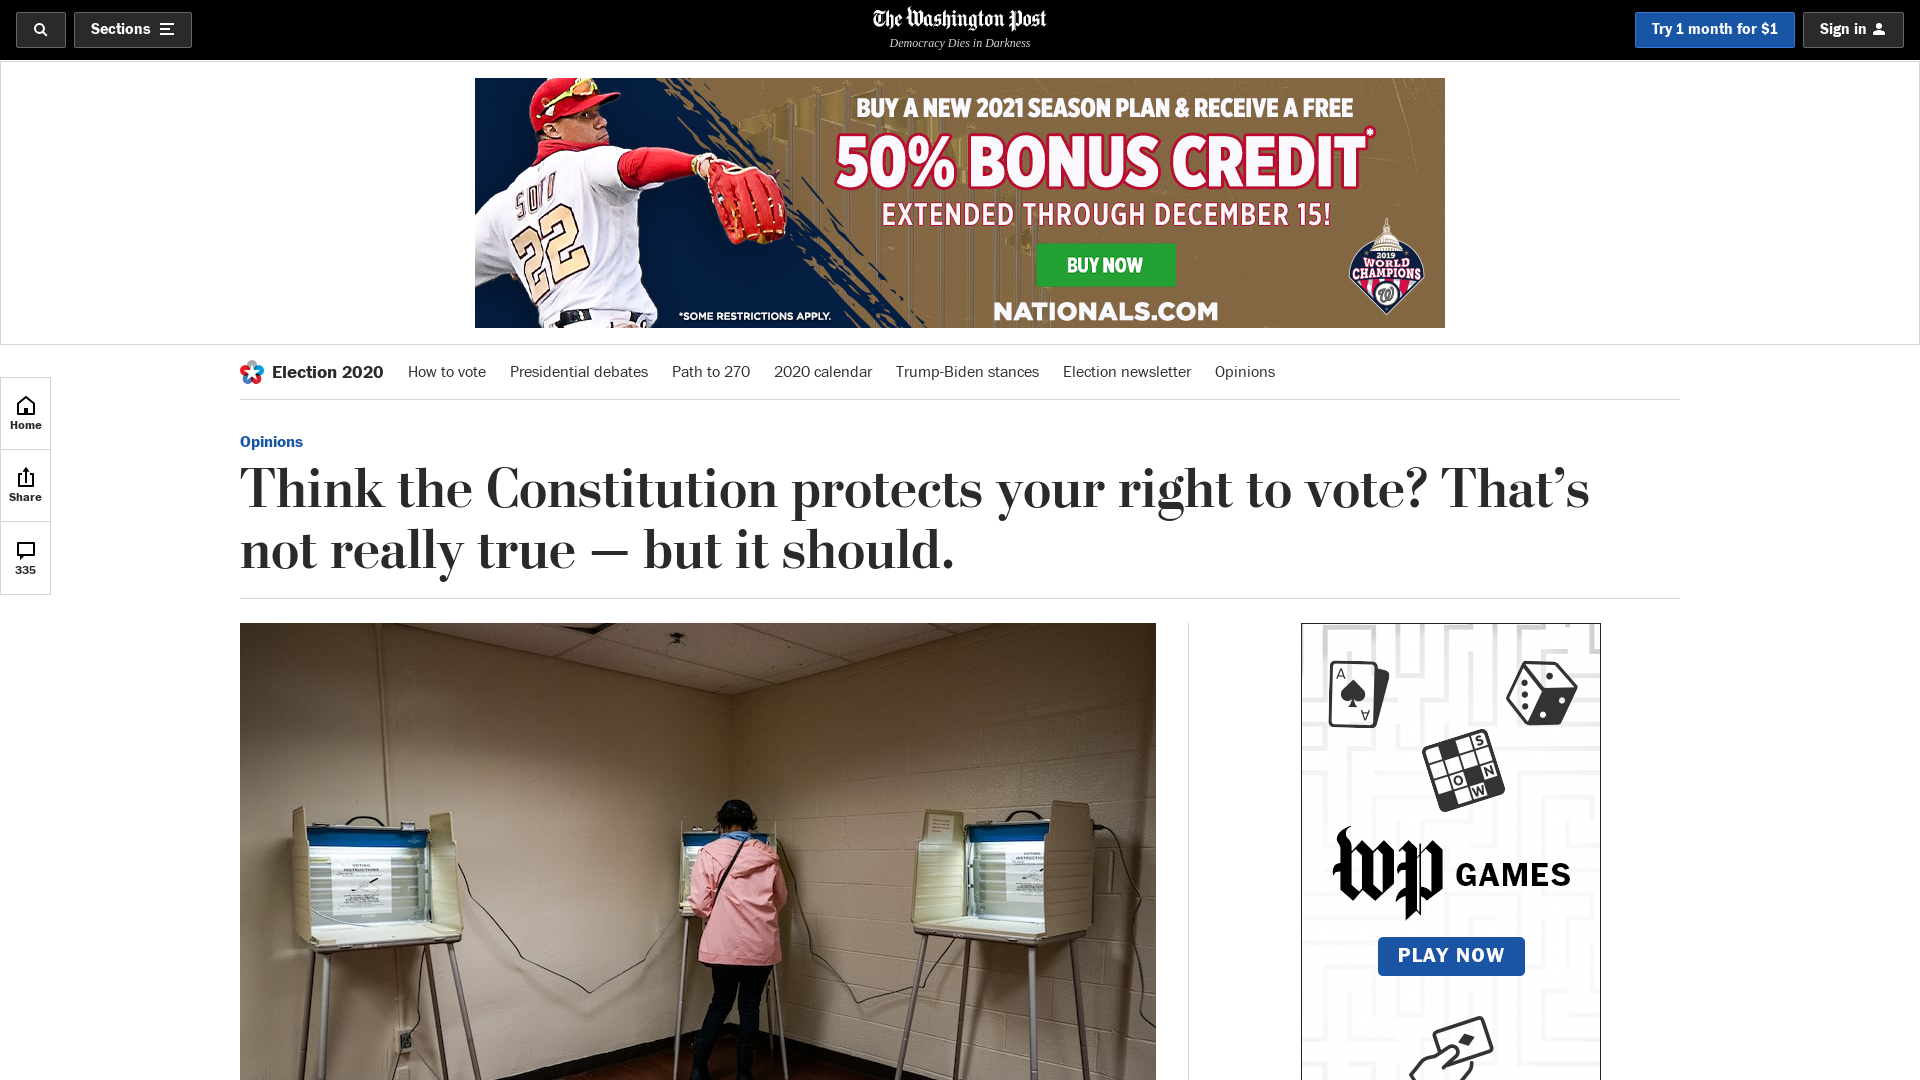 Sections
The Washington Post
Democracy Dies in Darkness
Try 1 month for $1
Sign in
BUY A NEW 2021 SEASON PLAN & RECEIVE A FREE
50% BONUS CREDIT*
EXTENDED THROUGH DECEMBER 15!
BUY NOW
NATIONALS.COM
*SOME RESTRICTIONS APPLY.
SOTO
22
2019
WORLD
CHAMPIONS
W
Election 2020
How to vote
Presidential debates
Path to 270
2020 calendar
Trump-Biden stances
Election newsletter
Opinions
Home
Share
335
Opinions
Think the Constitution protects your right to vote? That’s
not really true — but it should.
VOTING
INSTRUCTIONS
A
A
S
O N
W
wp GAMES
PLAY NOW